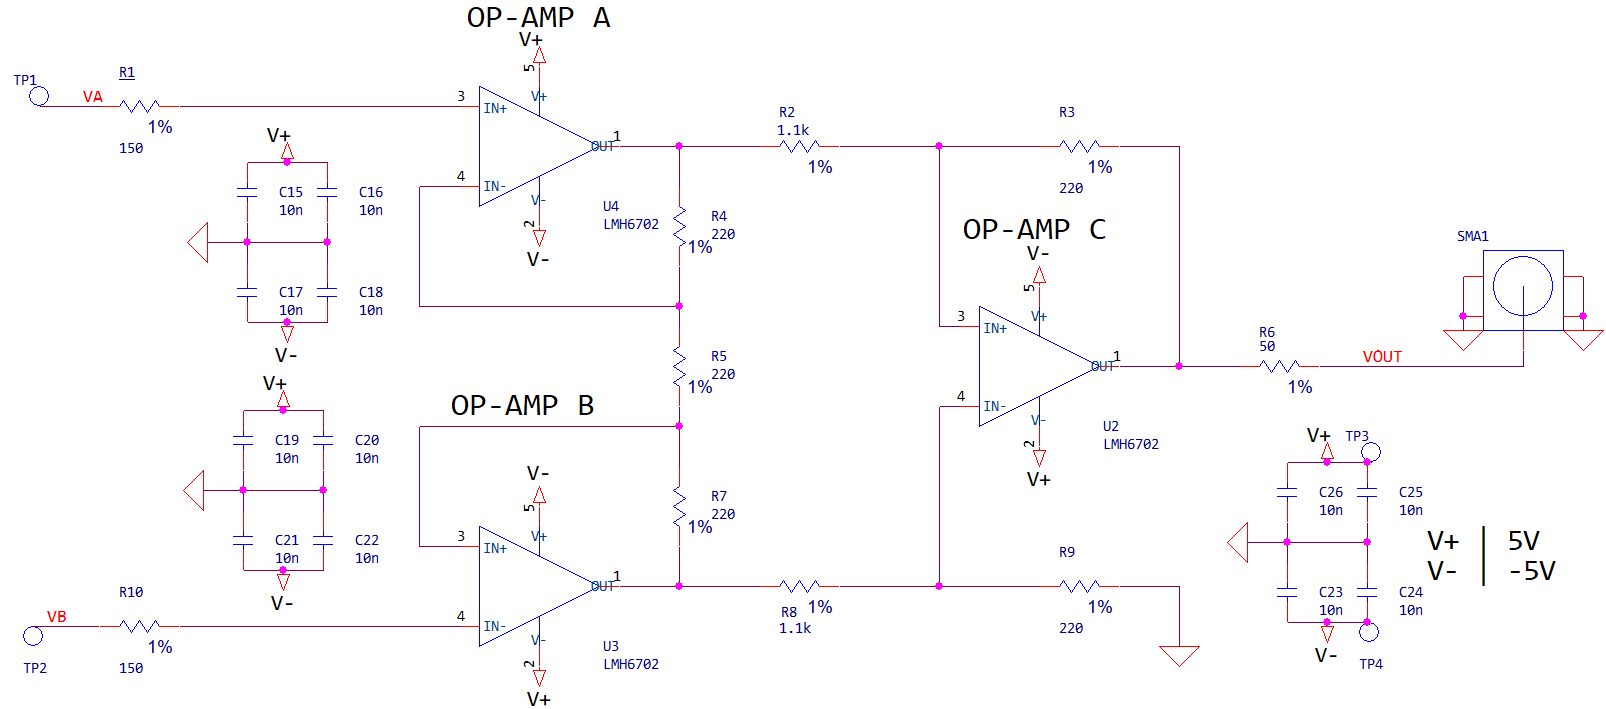 OP-AMP A
V+
5
TP1
VA
R1
1%
150
3
IN+
V+
OUT
1
4
IN-
V-
2
V-
U4
LMH6702
R2
1.1k
1%
R3
1%
220
V+
C15
10n
C16
10n
C17
10n
C18
10n
V-
R4
220
1%
OP-AMP C
V-
5
3
IN+
V+
OUT
1
4
IN-
V-
2
V+
U2
LMH6702
SMA1
R6
50
1%
VOUT
R5
220
1%
V+
C19
10n
C20
10n
C21
10n
C22
10n
V-
OP-AMP B
V-
5
3
IN+
V+
OUT
1
4
IN-
V-
2
V+
U3
LMH6702
R7
220
1%
R10
VB
1%
150
TP2
R8
1%
1.1k
R9
1%
220
V+
TP3
C26
10n
C25
10n
C23
10n
C24
10n
V-
TP4
V+ | 5V
V- | -5V